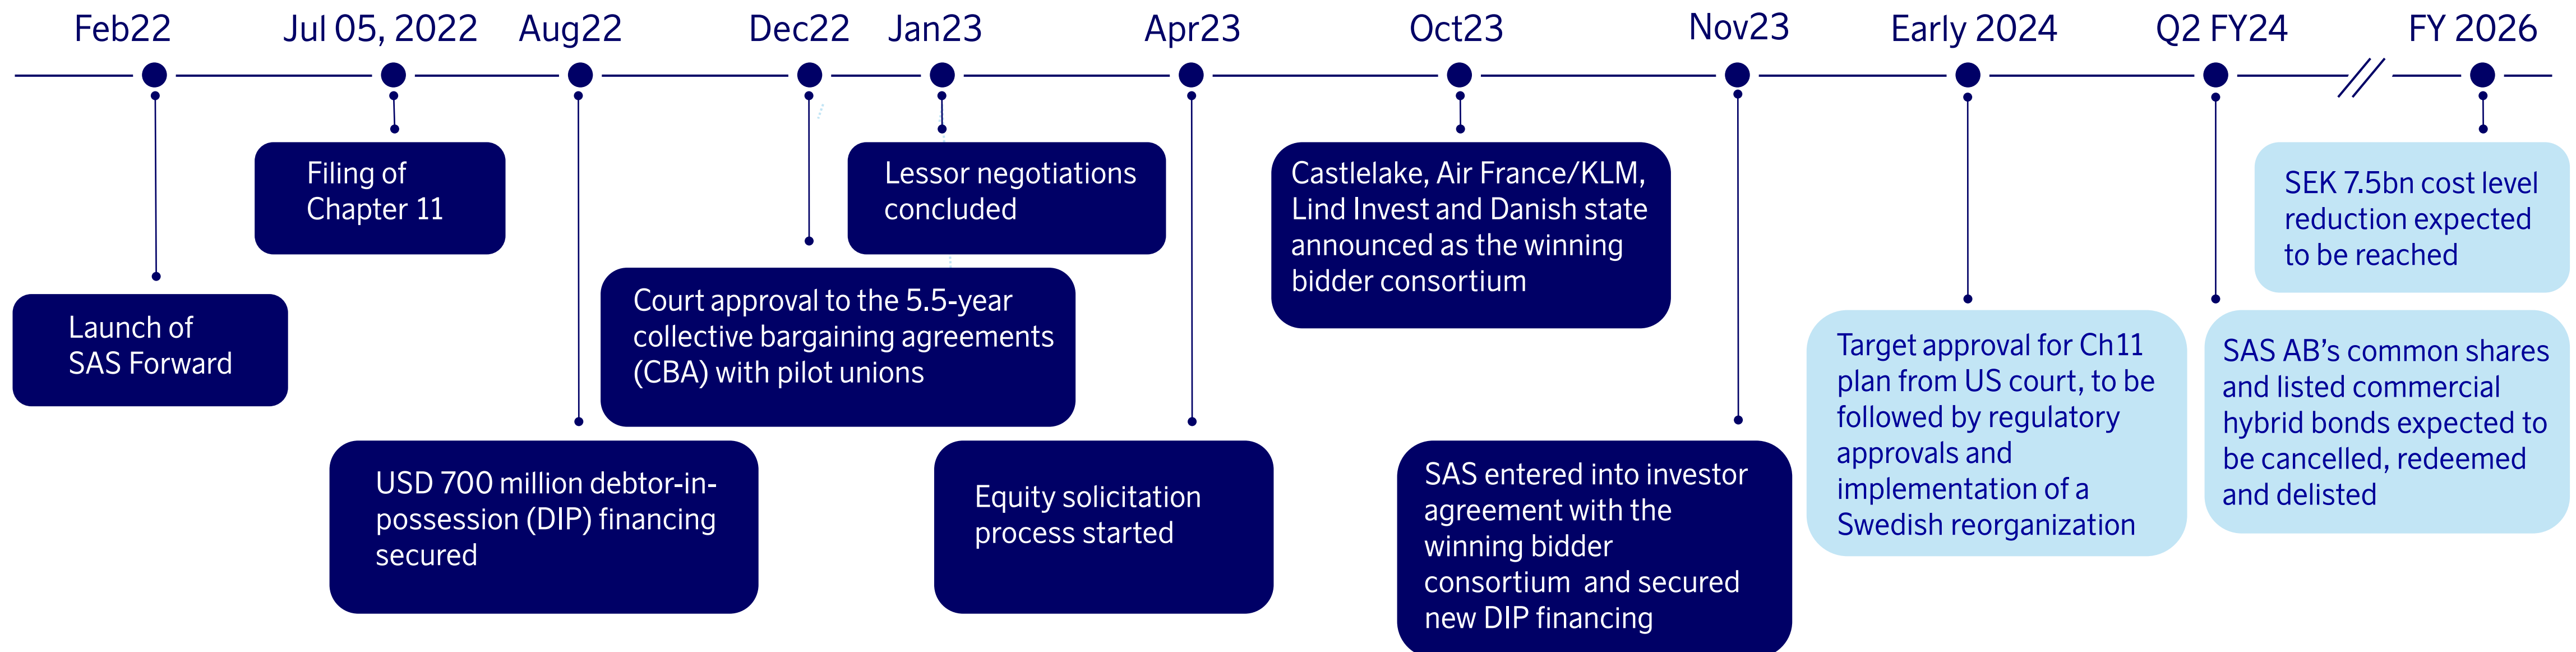 Feb22
Jul 05, 2022
Aug22
Dec22
Jan23
Apr23
Oct23
Nov23
Early 2024
Q2 FY24
FY 2026
Launch of
SAS Forward
Filing of
Chapter 11
USD 700 million debtor-in-
possession (DIP) financing
secured
Court approval to the 5.5-year
collective bargaining agreements
(CBA) with pilot unions
Lessor negotiations
concluded
Equity solicitation
process started
Castlelake, Air France/KLM,
Lind Invest and Danish state
announced as the winning
bidder consortium
SAS entered into investor
agreement with the
winning bidder
consortium  and secured
new DIP financing
Target approval for Ch11
plan from US court, to be
followed by regulatory
approvals and
implementation of a
Swedish reorganization
SAS AB’s common shares
and listed commercial
hybrid bonds expected to
be cancelled, redeemed
and delisted
SEK 7.5bn cost level
reduction expected
to be reached